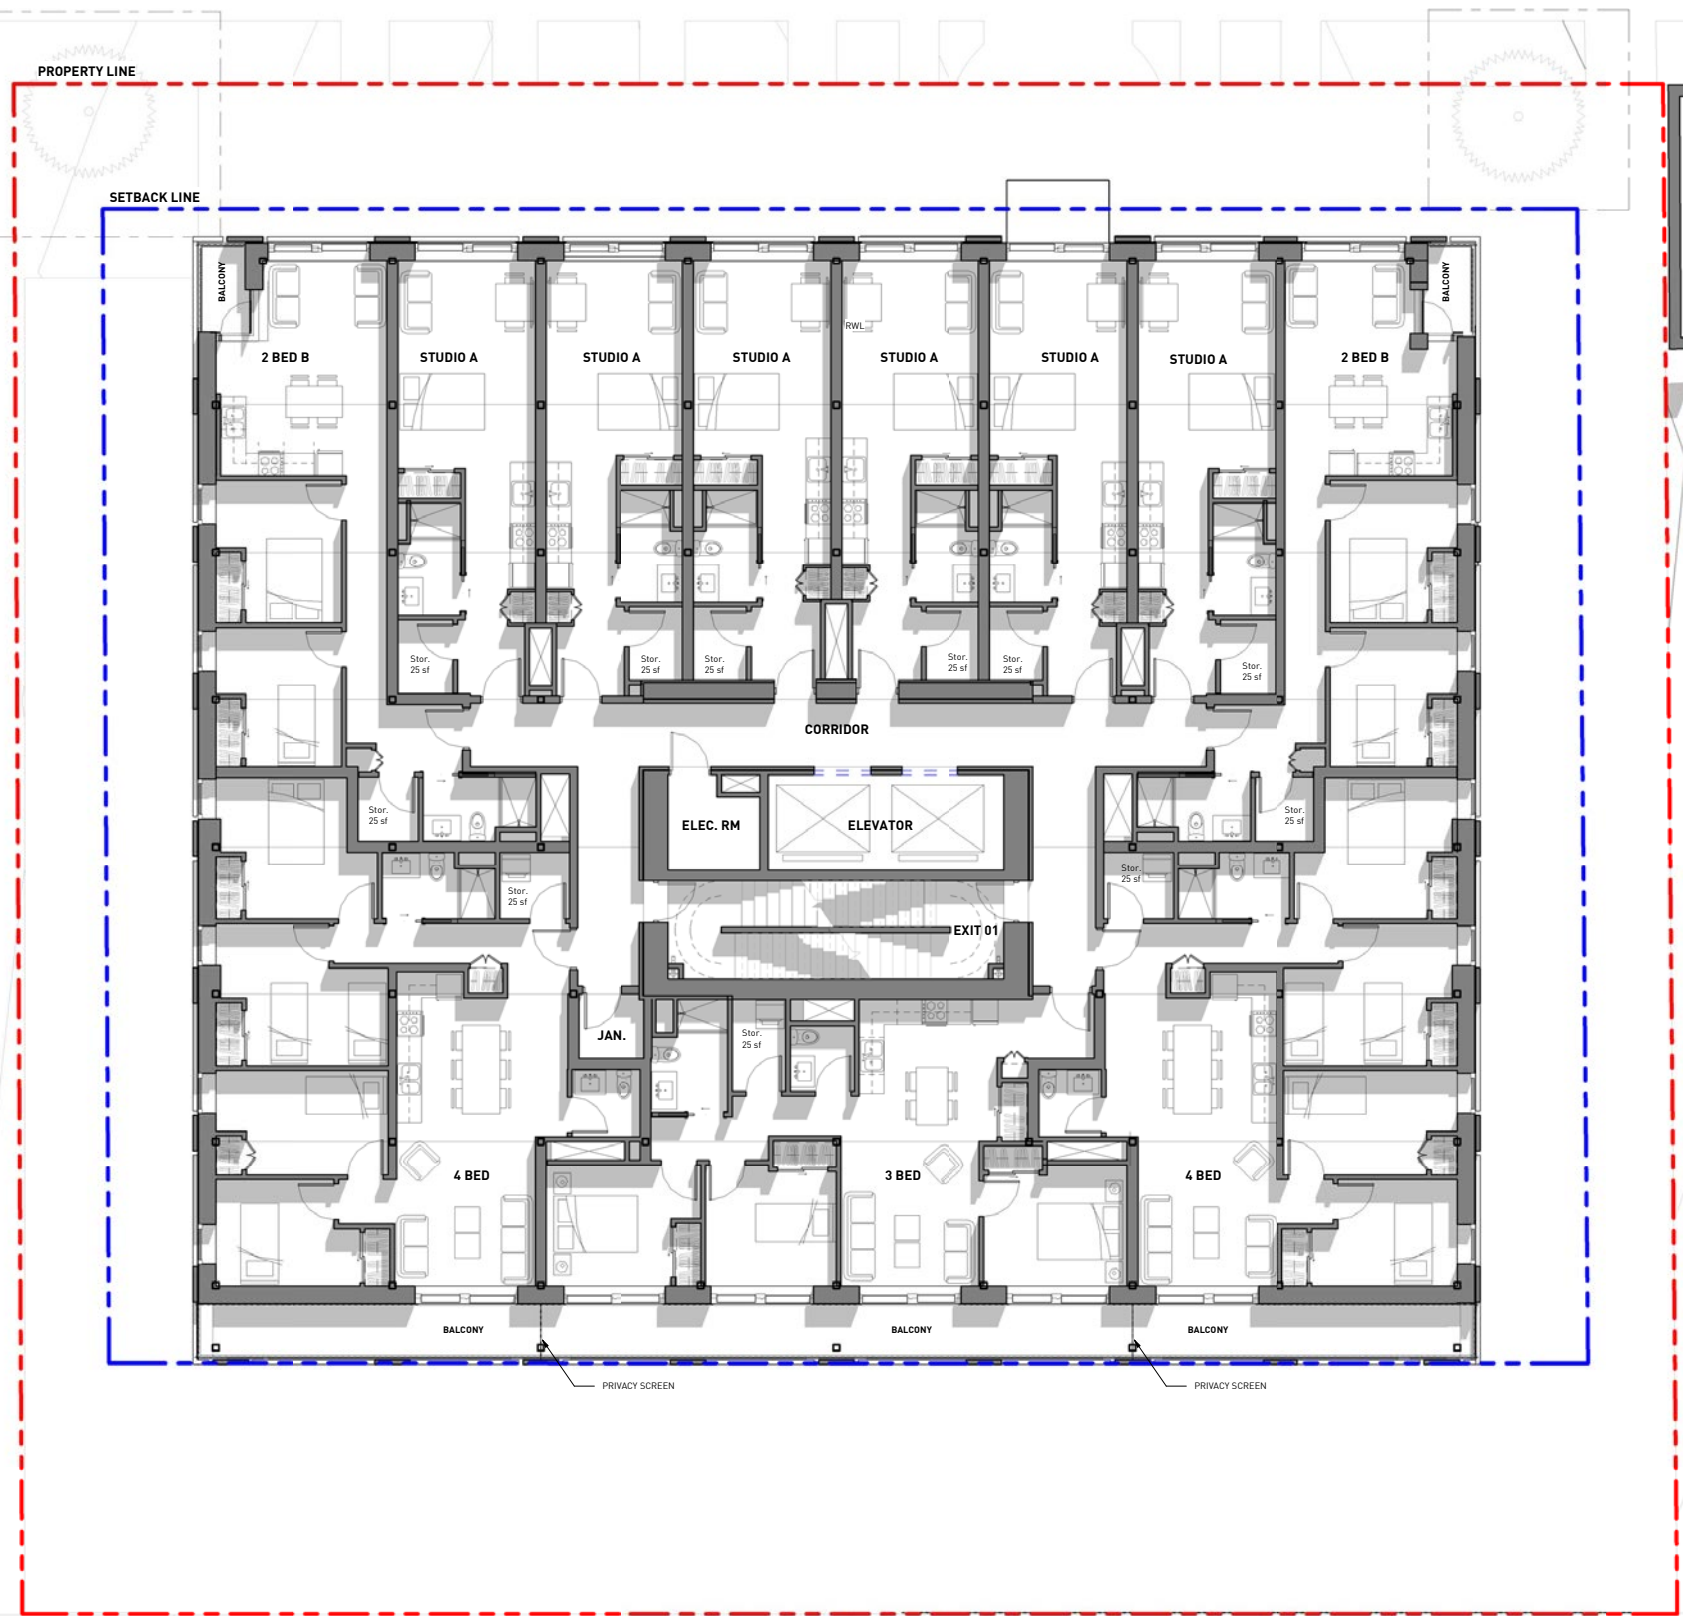 PROPERTY LINE
SETBACK LINE
BALCONY
BALCONY
RWL
2 BED B
STUDIO A
STUDIO A
STUDIO A
STUDIO A
STUDIO A
STUDIO A
2 BED B
Stor.
25 sf
Stor.
25 sf
Stor.
25 sf
Stor.
25 sf
Stor.
25 sf
Stor.
25 sf
CORRIDOR
Stor.
25 sf
ELEC. RM
ELEVATOR
Stor.
25 sf
Stor.
25 sf
Stor.
25 sf
EXIT 01
JAN.
Stor.
25 sf
4 BED
3 BED
4 BED
BALCONY
BALCONY
BALCONY
PRIVACY SCREEN
PRIVACY SCREEN